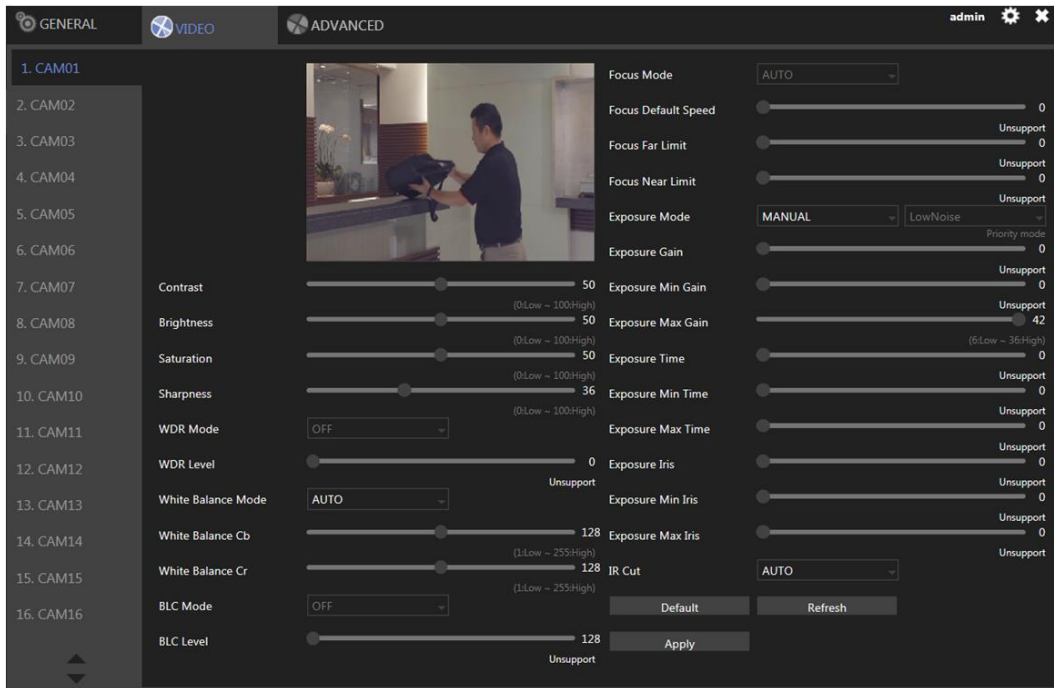 GENERAL
VIDEO
ADVANCED
admin
1. CAM01
2. CAM02
3. CAM03
4. CAM04
5. CAM05
6. CAM06
7. CAM07
8. CAM08
9. CAM09
10. CAM10
11. CAM11
12. CAM12
13. CAM13
14. CAM14
15. CAM15
16. CAM16
Contrast 50
(0:Low ~ 100:High)
Brightness 50
(0:Low ~ 100:High)
Saturation 50
(0:Low ~ 100:High)
Sharpness 36
(0:Low ~ 100:High)
WDR Mode OFF
WDR Level 0
Unsupport
White Balance Mode AUTO
White Balance Cb 128
(1:Low ~ 255:High)
White Balance Cr 128
(1:Low ~ 255:High)
BLC Mode OFF
BLC Level 128
Unsupport
Focus Mode AUTO
Focus Default Speed 0
Unsupport
Focus Far Limit 0
Unsupport
Focus Near Limit 0
Unsupport
Exposure Mode MANUAL LowNoise
Priority mode
Exposure Gain 0
Unsupport
Exposure Min Gain 0
Unsupport
Exposure Max Gain 42
(6:Low ~ 36:High)
Exposure Time 0
Unsupport
Exposure Min Time 0
Unsupport
Exposure Max Time 0
Unsupport
Exposure Iris 0
Unsupport
Exposure Min Iris 0
Unsupport
Exposure Max Iris 0
Unsupport
IR Cut AUTO
Default Refresh
Apply